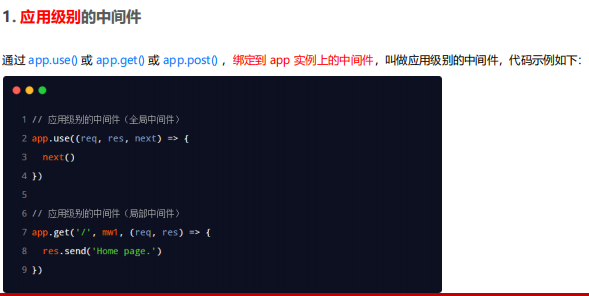 1. 应用级别的中间件
通过 app.use() 或 app.get() 或 app.post() ，绑定到 app 实例上的中间件，叫做应用级别的中间件，代码示例如下：
1 // 应用级别的中间件（全局中间件）
2 app.use((req, res, next) => {
3   next()
4 })
5
6 // 应用级别的中间件（局部中间件）
7 app.get('/', mw1, (req, res) => {
8   res.send('Home page.')
9 })